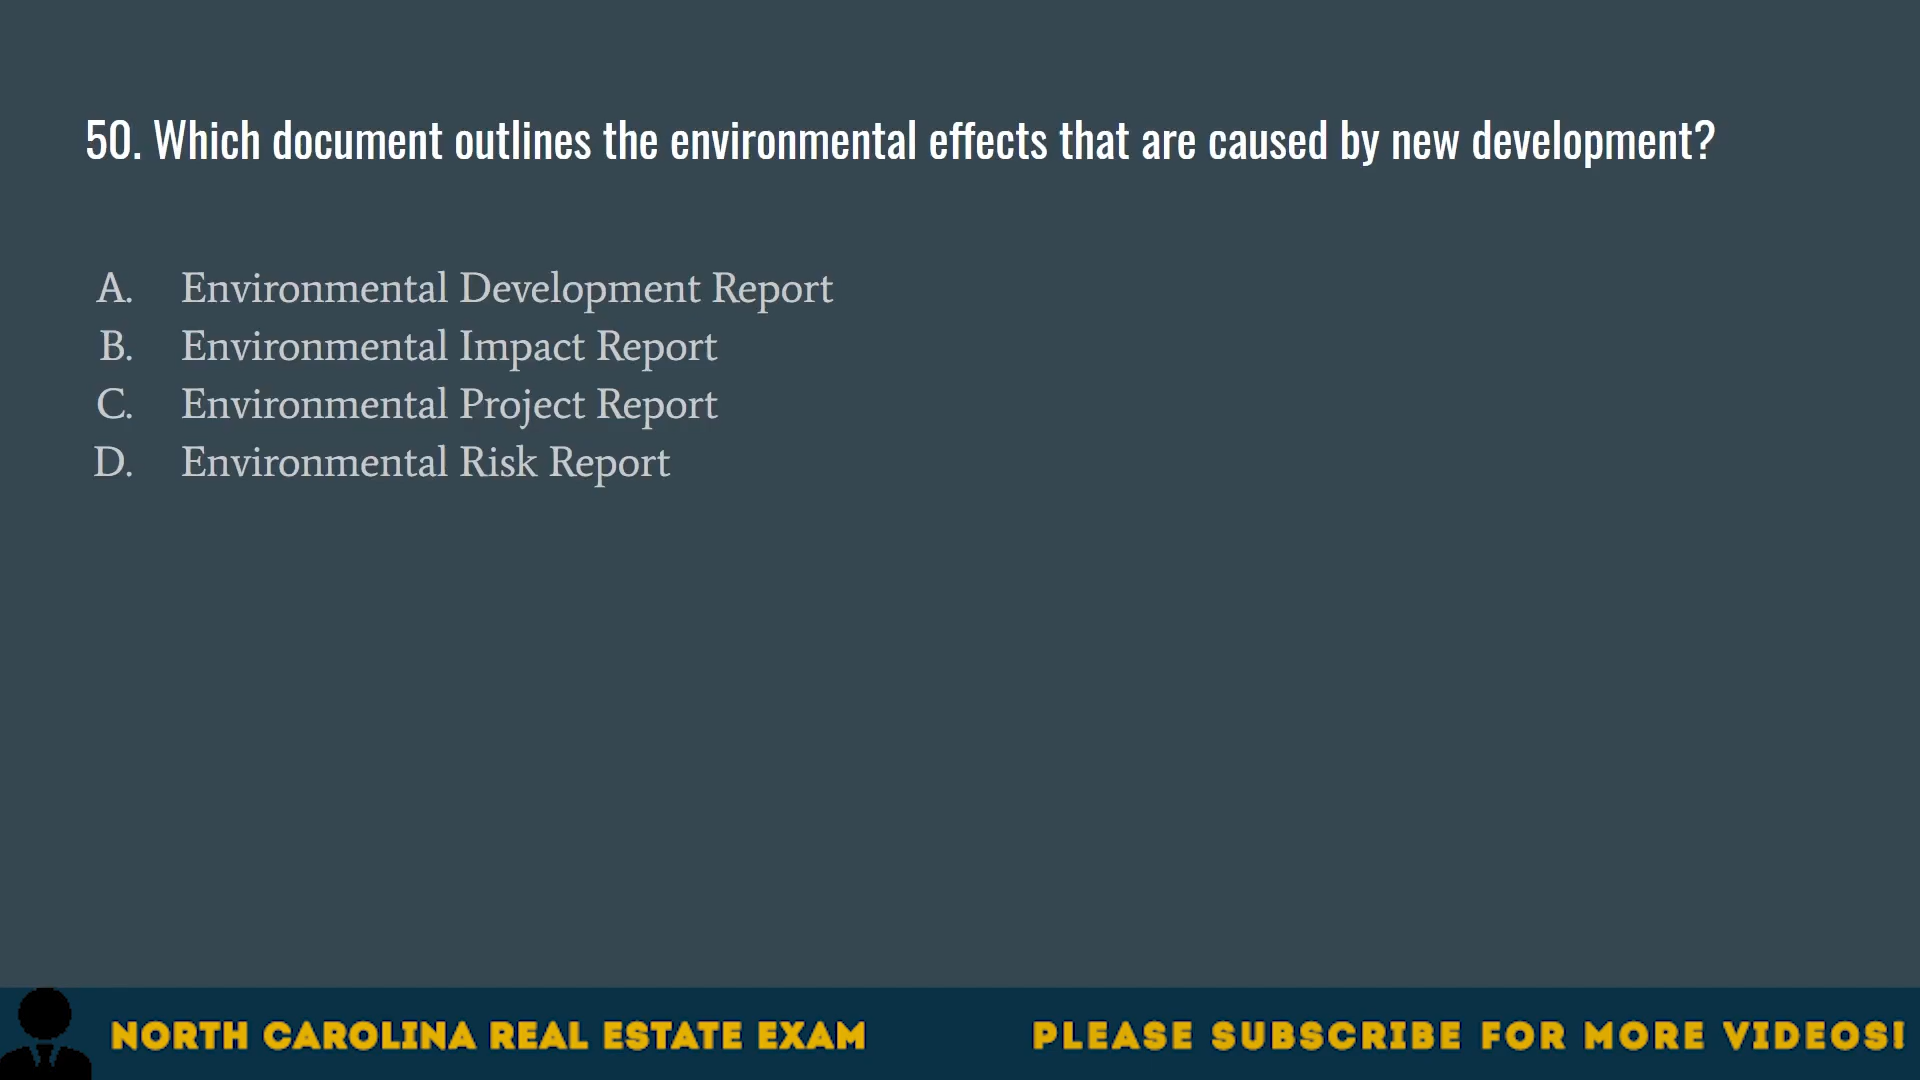 50. Which document outlines the environmental effects that are caused by new development?
A. Environmental Development Report
B. Environmental Impact Report
C. Environmental Project Report
D. Environmental Risk Report
NORTH CAROLINA REAL ESTATE EXAM
PLEASE SUBSCRIBE FOR MORE VIDEOS!